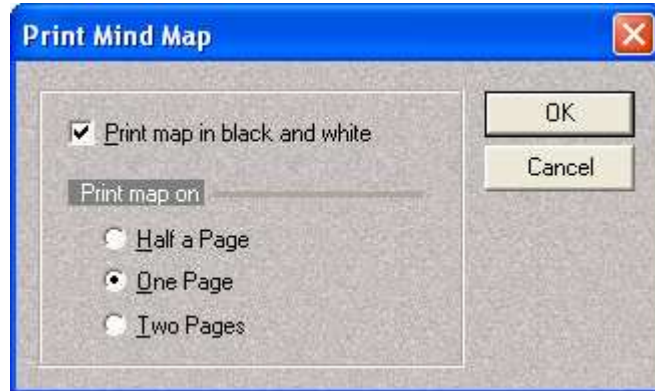 Print Mind Map
Print map in black and white
Print map on
Half a Page
One Page
Two Pages
OK
Cancel